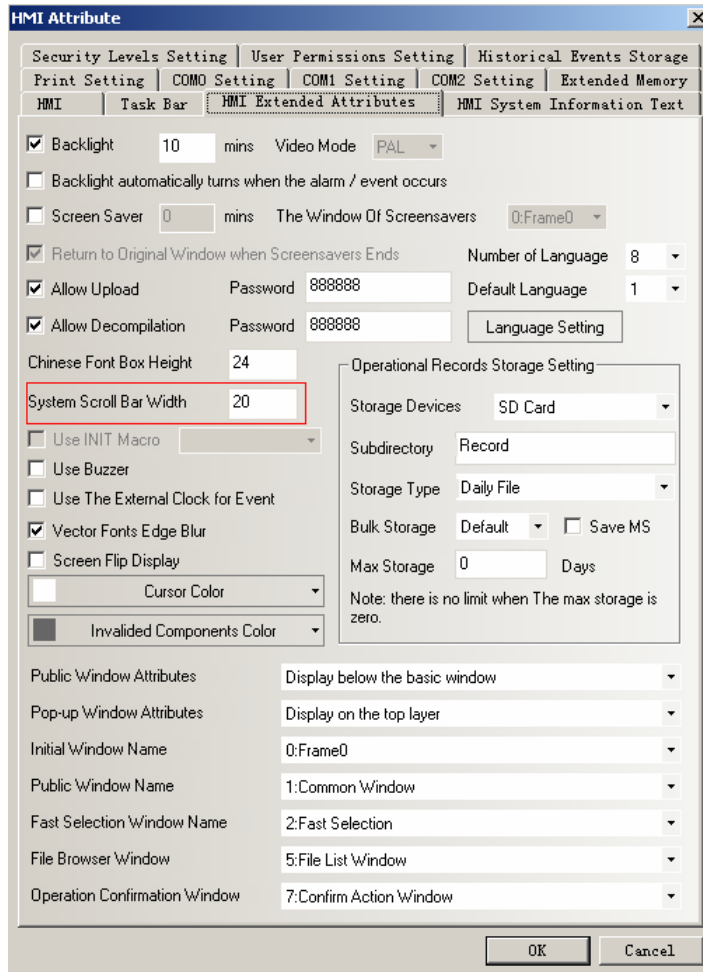 HMI Attribute
Security Levels Setting User Permissions Setting Historical Events Storage
Print Setting COM0 Setting COM1 Setting COM2 Setting Extended Memory
HMI Task Bar HMI Extended Attributes HMI System Information Text
Backlight 10 mins Video Mode PAL
Backlight automatically turns when the alarm / event occurs
Screen Saver 0 mins The Window Of Screensavers 0:Frame0
Return to Original Window when Screensavers Ends Number of Language 8
Allow Upload Password 888888 Default Language 1
Allow Decompilation Password 888888 Language Setting
Chinese Font Box Height 24
System Scroll Bar Width 20
Use INIT Macro
Use Buzzer
Use The External Clock for Event
Vector Fonts Edge Blur
Screen Flip Display
Cursor Color
Invalided Components Color
Operational Records Storage Setting
Storage Devices SD Card
Subdirectory Record
Storage Type Daily File
Bulk Storage Default Save MS
Max Storage 0 Days
Note: there is no limit when The max storage is
zero.
Public Window Attributes Display below the basic window
Pop-up Window Attributes Display on the top layer
Initial Window Name 0:Frame0
Public Window Name 1:Common Window
Fast Selection Window Name 2:Fast Selection
File Browser Window 5:File List Window
Operation Confirmation Window 7:Confirm Action Window
OK Cancel